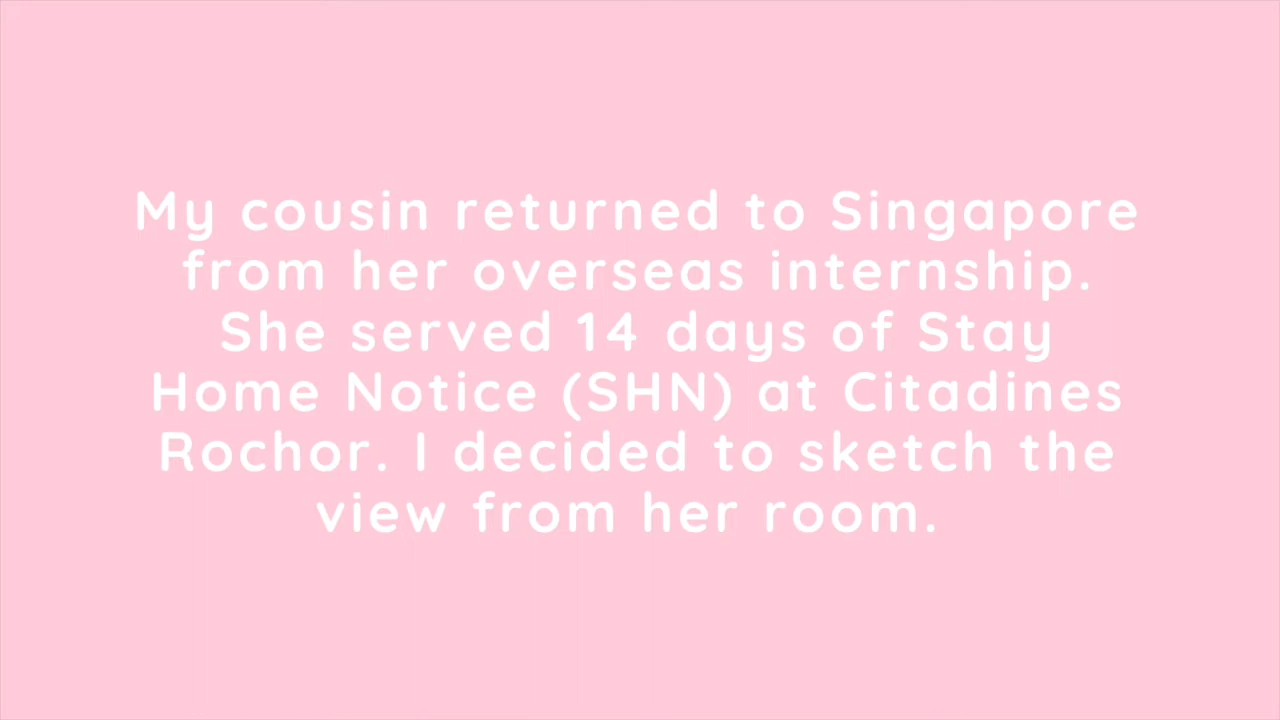 My cousin returned to Singapore
from her overseas internship.
She served 14 days of Stay
Home Notice (SHN) at Citadines
Rochor. I decided to sketch the
view from her room.